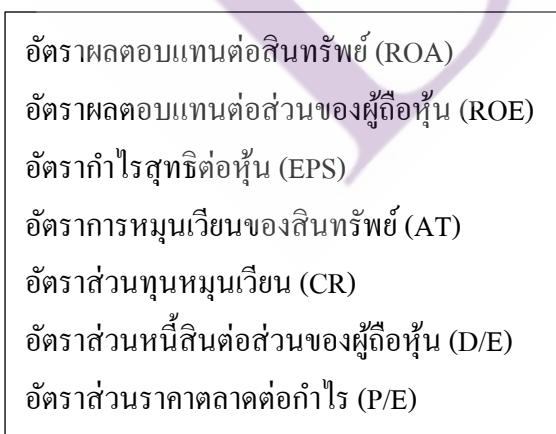 อัตราผลตอบแทนต่อสินทรัพย์ (ROA)
อัตราผลตอบแทนต่อส่วนของผู้ถือหุ้น (ROE)
อัตรากำไรสุทธิต่อหุ้น (EPS)
อัตราการหมุนเวียนของสินทรัพย์ (AT)
อัตราส่วนทุนหมุนเวียน (CR)
อัตราส่วนหนี้สินต่อส่วนของผู้ถือหุ้น (D/E)
อัตราส่วนราคาตลาดต่อกำไร (P/E)